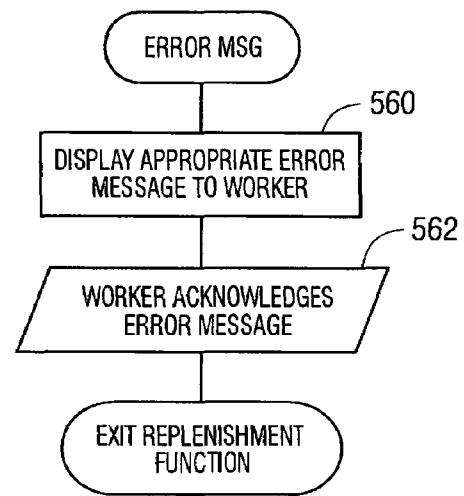 ERROR MSG
560
DISPLAY APPROPRIATE ERROR
MESSAGE TO WORKER
562
WORKER ACKNOWLEDGES
ERROR MESSAGE
EXIT REPLENISHMENT
FUNCTION